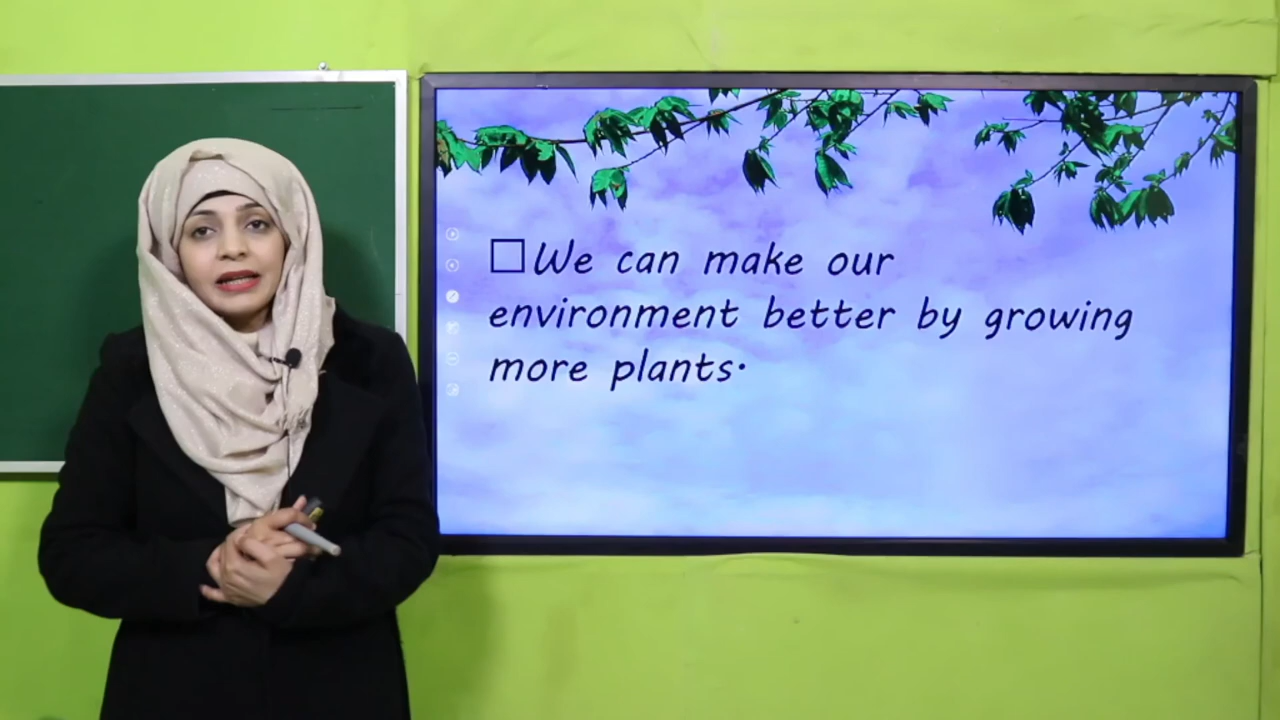 □We can make our
environment better by growing
more plants.